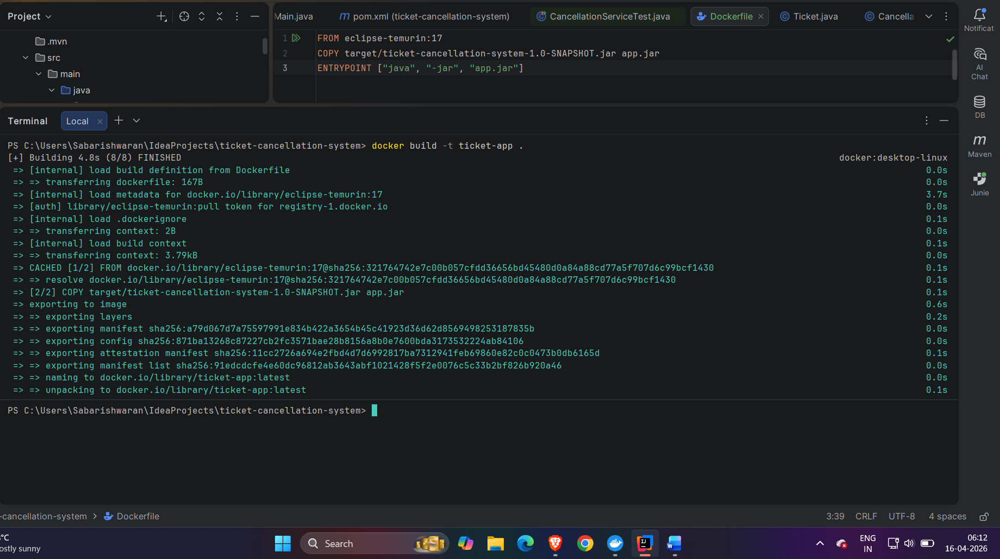 Project
Main.java
pom.xml (ticket-cancellation-system)
CancellationServiceTest.java
Dockerfile
Ticket.java
Cancella
Notificat
.mvn
src
main
java
1 FROM eclipse-temurin:17
2 COPY target/ticket-cancellation-system-1.0-SNAPSHOT.jar app.jar
3 ENTRYPOINT ["java", "-jar", "app.jar"]
AI
Chat
DB
Maven
Junie
Terminal
Local
PS C:\Users\Sabarishwaran\IdeaProjects\ticket-cancellation-system> docker build -t ticket-app .
[+] Building 4.8s (8/8) FINISHED docker:desktop-linux
=> [internal] load build definition from Dockerfile 0.0s
=> => transferring dockerfile: 167B 0.0s
=> [internal] load metadata for docker.io/library/eclipse-temurin:17 3.7s
=> [auth] library/eclipse-temurin:pull token for registry-1.docker.io 0.0s
=> [internal] load .dockerignore 0.1s
=> => transferring context: 2B 0.0s
=> [internal] load build context 0.1s
=> => transferring context: 3.79kB 0.0s
=> CACHED [1/2] FROM docker.io/library/eclipse-temurin:17@sha256:321764742e7c00b057cfdd36656bd45480d0a84a88cd77a5f707d6c99bcf1430 0.1s
=> => resolve docker.io/library/eclipse-temurin:17@sha256:321764742e7c00b057cfdd36656bd45480d0a84a88cd77a5f707d6c99bcf1430 0.1s
=> [2/2] COPY target/ticket-cancellation-system-1.0-SNAPSHOT.jar app.jar 0.1s
=> exporting to image 0.6s
=> => exporting layers 0.2s
=> => exporting manifest sha256:a79d067d7a75597991e834b422a3654b45c41923d36d62d8569498253187835b 0.0s
=> => exporting config sha256:871ba13268c87227cb2fc3571bae28b8156a8b0e7600bda3173532224ab84106 0.0s
=> => exporting attestation manifest sha256:11cc2726a694e2fbd4d7d6992817ba7312941feb69860e82c0c0473b0db6165d 0.1s
=> => exporting manifest list sha256:91edcdcfe4e60dc96812ab3643abf1021428f5f2e0076c5c33b2bf826b920a46 0.0s
=> => naming to docker.io/library/ticket-app:latest 0.0s
=> => unpacking to docker.io/library/ticket-app:latest 0.1s
PS C:\Users\Sabarishwaran\IdeaProjects\ticket-cancellation-system>
-cancellation-system > Dockerfile
3:39 CRLF UTF-8 4 spaces
°C
ostly sunny
Search
ENG
IN
06:12
16-04-2026